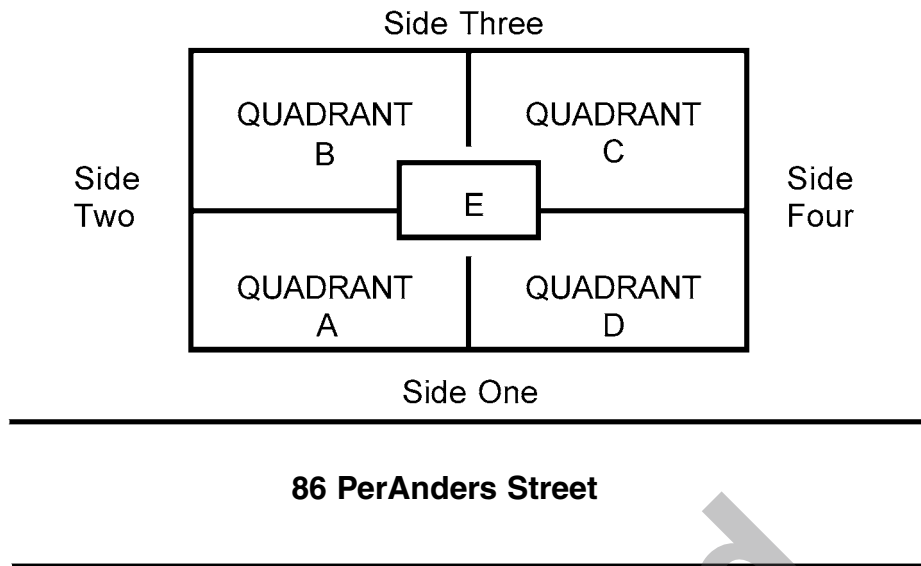 Side Three
QUADRANT
B
QUADRANT
C
Side
Two
E
Side
Four
QUADRANT
A
QUADRANT
D
Side One
86 PerAnders Street